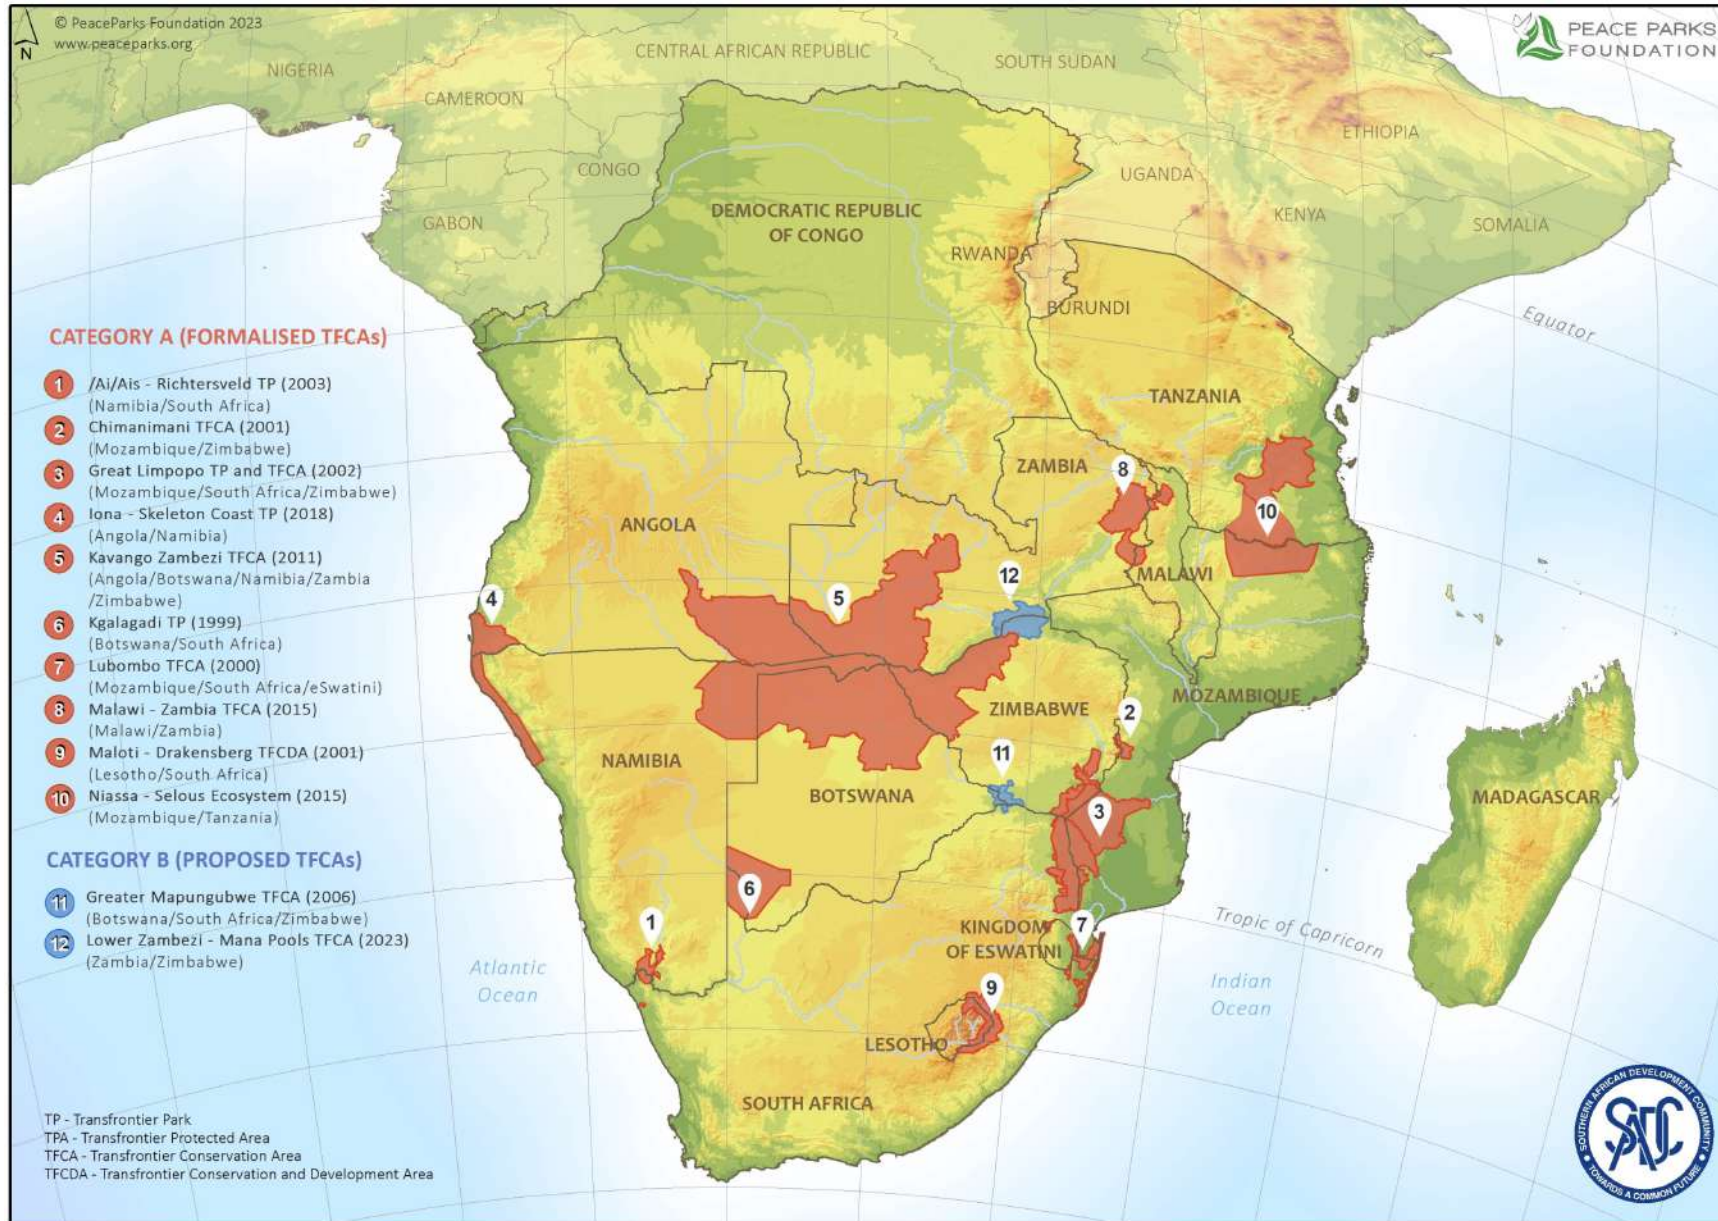 © PeaceParks Foundation 2023
www.peaceparks.org
N
PEACE PARKS
FOUNDATION
NIGERIA
CENTRAL AFRICAN REPUBLIC
SOUTH SUDAN
CAMEROON
ETHIOPIA
CONGO
UGANDA
GABON
KENYA
SOMALIA
DEMOCRATIC REPUBLIC
OF CONGO
RWANDA
BURUNDI
Equator
TANZANIA
CATEGORY A (FORMALISED TFCAs)
1 /Ai/Ais - Richtersveld TP (2003)
(Namibia/South Africa)
2 Chimanimani TFCA (2001)
(Mozambique/Zimbabwe)
3 Great Limpopo TP and TFCA (2002)
(Mozambique/South Africa/Zimbabwe)
4 Iona - Skeleton Coast TP (2018)
(Angola/Namibia)
5 Kavango Zambezi TFCA (2011)
(Angola/Botswana/Namibia/Zambia
/Zimbabwe)
6 Kgalagadi TP (1999)
(Botswana/South Africa)
7 Lubombo TFCA (2000)
(Mozambique/South Africa/eSwatini)
8 Malawi - Zambia TFCA (2015)
(Malawi/Zambia)
9 Maloti - Drakensberg TFCDA (2001)
(Lesotho/South Africa)
10 Niassa - Selous Ecosystem (2015)
(Mozambique/Tanzania)
CATEGORY B (PROPOSED TFCAs)
11 Greater Mapungubwe TFCA (2006)
(Botswana/South Africa/Zimbabwe)
12 Lower Zambezi - Mana Pools TFCA (2023)
(Zambia/Zimbabwe)
ZAMBIA
8
10
ANGOLA
12
MALAWI
4
5
MOZAMBIQUE
ZIMBABWE
2
NAMIBIA
11
BOTSWANA
3
MADAGASCAR
6
1
7
KINGDOM
OF ESWATINI
Tropic of Capricorn
Atlantic
Ocean
Indian
Ocean
9
LESOTHO
SOUTH AFRICA
TP - Transfrontier Park
TPA - Transfrontier Protected Area
TFCA - Transfrontier Conservation Area
TFCDA - Transfrontier Conservation and Development Area
SOUTHERN AFRICAN DEVELOPMENT COMMUNITY
SADC
TOWARDS A COMMON FUTURE